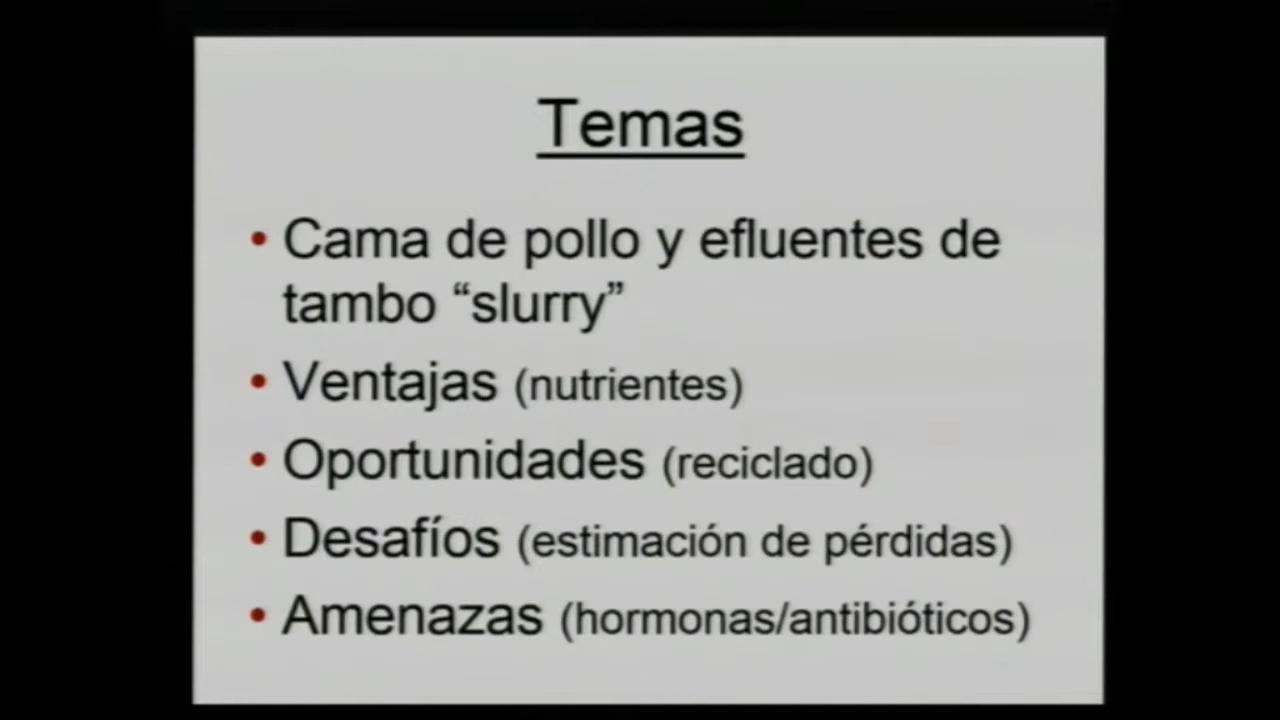 Temas
• Cama de pollo y efluentes de
tambo “slurry”
• Ventajas (nutrientes)
• Oportunidades (reciclado)
• Desafíos (estimación de pérdidas)
• Amenazas (hormonas/antibióticos)